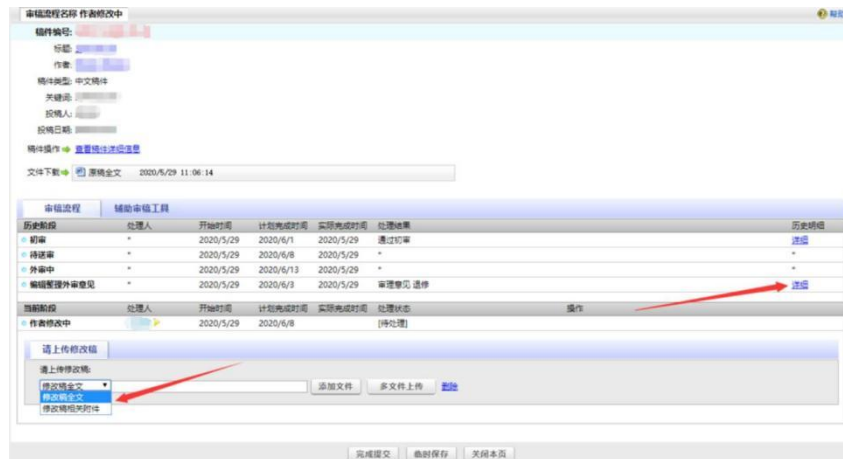 审稿流程名称 作者修改中
稿件编号:
标题:
作者:
稿件类型: 中文稿件
关键词:
投稿人:
投稿日期:
稿件操作 查看稿件详细信息
文件下载 原稿全文 2020/5/29 11:06:14
审稿流程 辅助审稿工具
历史阶段 处理人 开始时间 计划完成时间 实际完成时间 处理结果 历史明细
初审 * 2020/5/29 2020/6/1 2020/5/29 通过初审 详细
待送审 * 2020/5/29 2020/6/8 2020/5/29 * *
外审中 * 2020/5/29 2020/6/13 2020/5/29 * *
编辑整理外审意见 * 2020/5/29 2020/6/3 2020/5/29 审理意见 退修 详细
当前阶段 处理人 开始时间 计划完成时间 实际完成时间 处理状态 操作
作者修改中 2020/5/29 2020/6/8 [待处理]
请上传修改稿
请上传修改稿:
修改稿全文 添加文件 多文件上传 删除
修改稿全文
修改稿相关附件
完成提交 临时保存 关闭本页